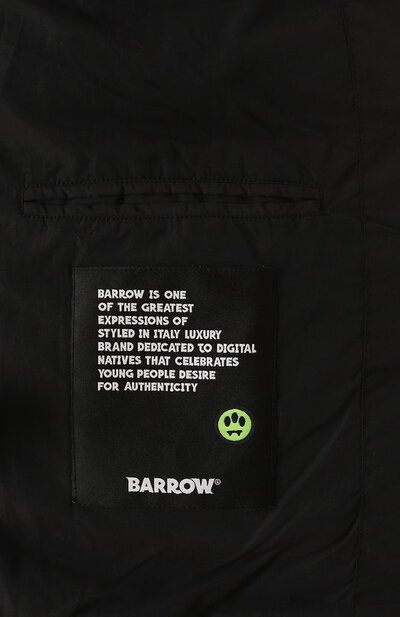 BARROW IS ONE
OF THE GREATEST
EXPRESSIONS OF
STYLED IN ITALY LUXURY
BRAND DEDICATED TO DIGITAL
NATIVES THAT CELEBRATES
YOUNG PEOPLE DESIRE
FOR AUTHENTICITY
BARROW®